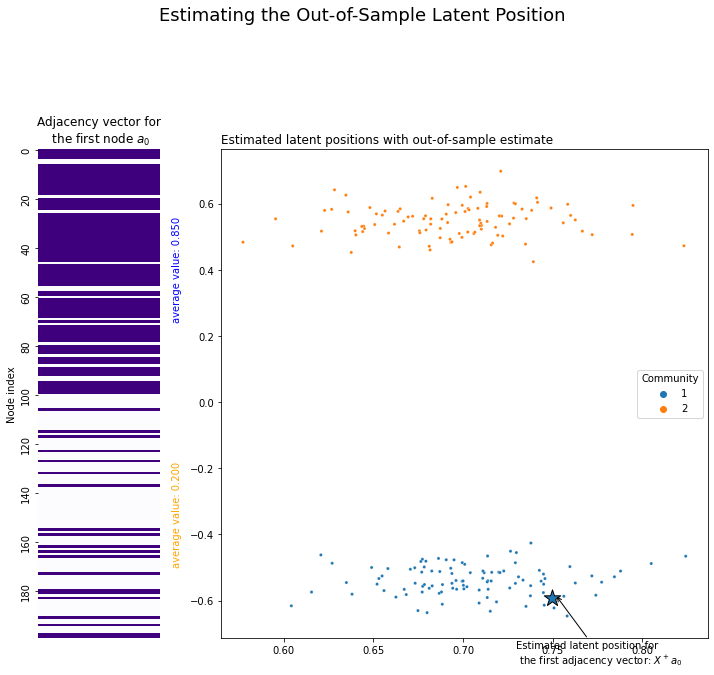 Estimating the Out-of-Sample Latent Position
Adjacency vector for
the first node a₀
Node index
0
20
40
60
80
100
120
140
160
180
average value: 0.850
average value: 0.200
Estimated latent positions with out-of-sample estimate
0.6
0.4
0.2
0.0
−0.2
−0.4
−0.6
Community
1
2
0.60
0.65
0.70
0.75
0.80
Estimated latent position for
the first adjacency vector: X⁺a₀